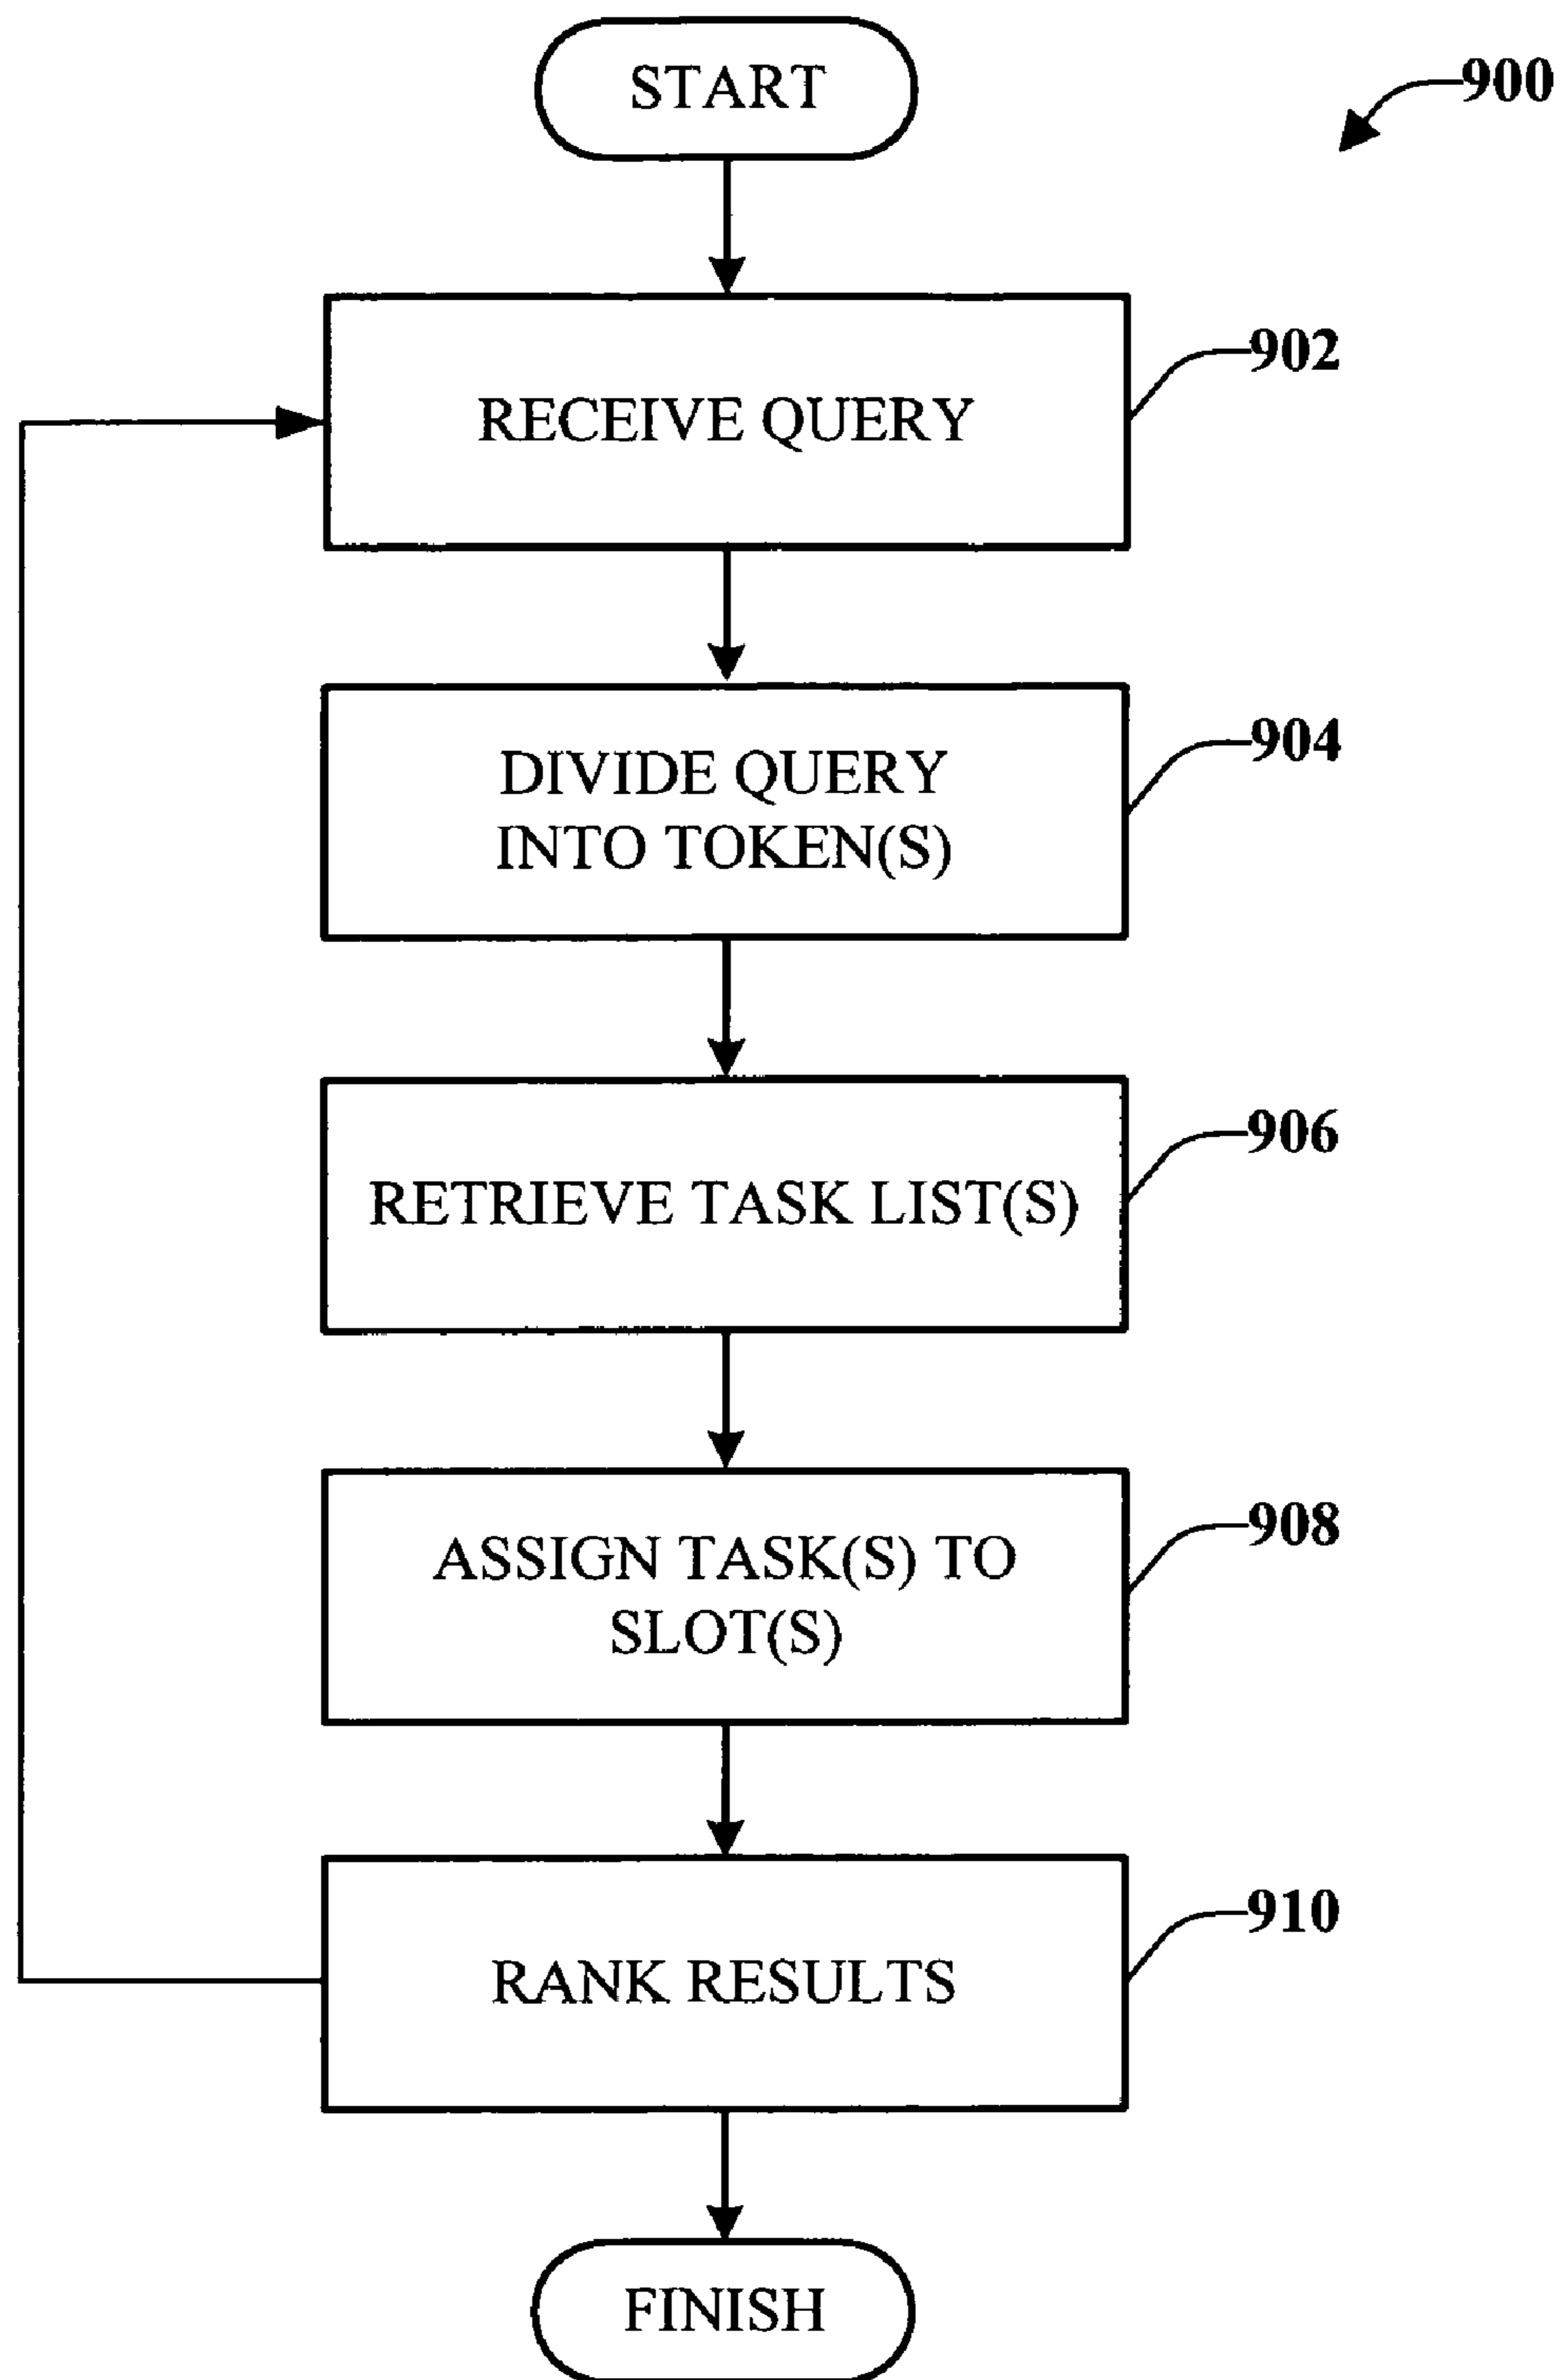 START
900
RECEIVE QUERY
902
DIVIDE QUERY
INTO TOKEN(S)
904
RETRIEVE TASK LIST(S)
906
ASSIGN TASK(S) TO
SLOT(S)
908
RANK RESULTS
910
FINISH